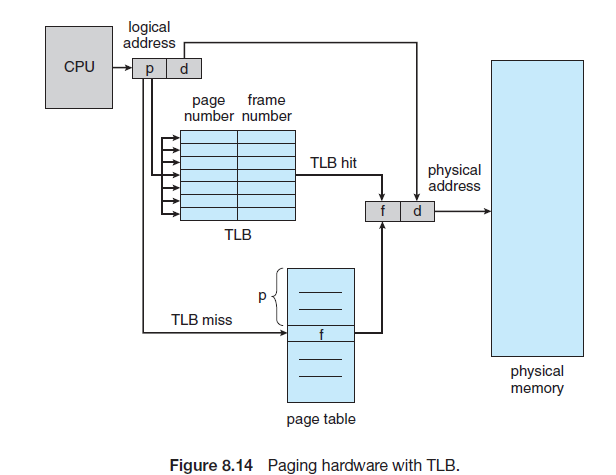 logical
address
CPU
p d
page frame
number number
TLB hit
physical
address
f d
TLB
p
TLB miss
f
physical
memory
page table
Figure 8.14 Paging hardware with TLB.